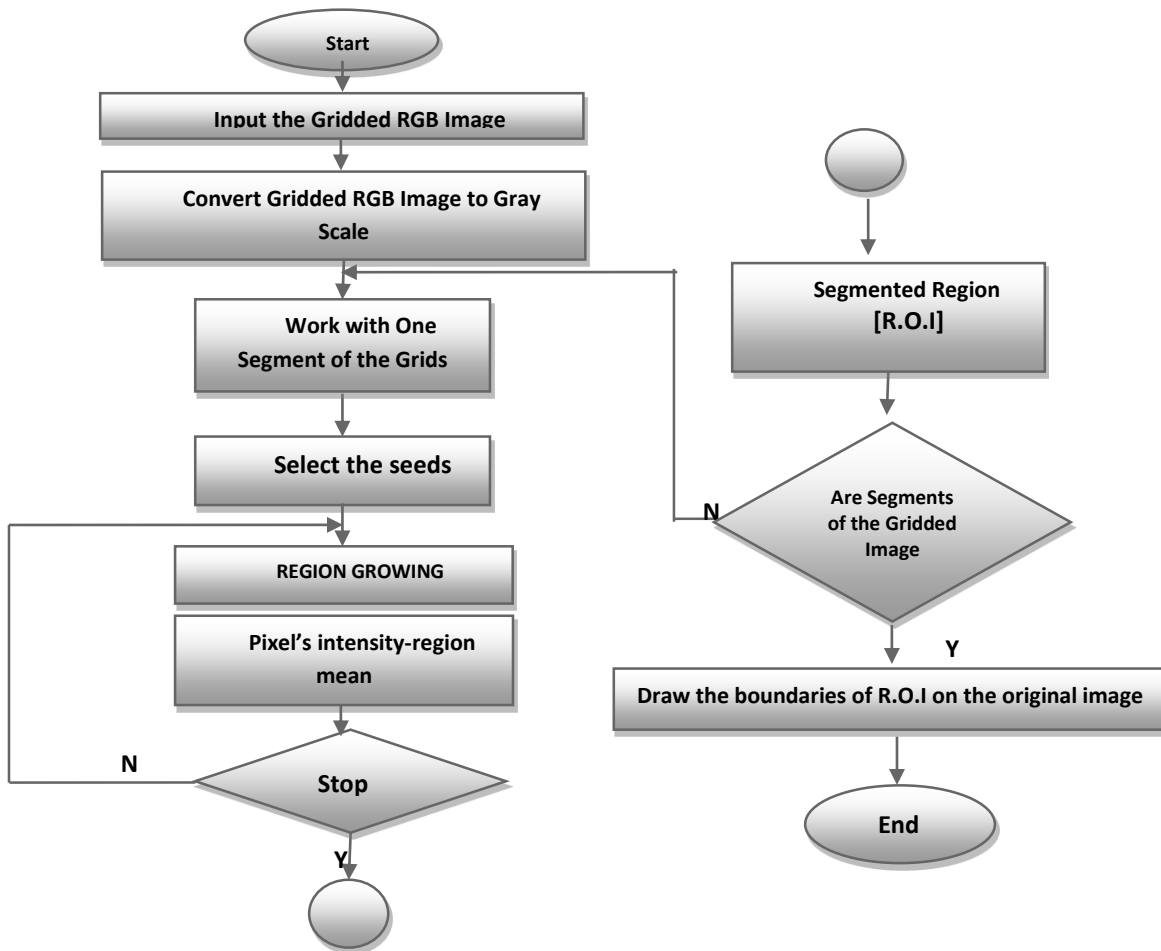 Start
Input the Gridded RGB Image
Convert Gridded RGB Image to Gray
Scale
Work with One
Segment of the Grids
Select the seeds
REGION GROWING
Pixel’s intensity-region
mean
N
Stop
Y
Segmented Region
[R.O.I]
N
Are Segments
of the Gridded
Image
Y
Draw the boundaries of R.O.I on the original image
End